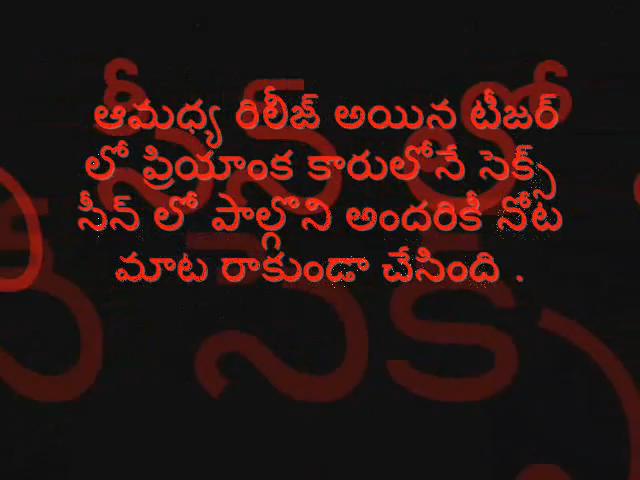 ఆమధ్య రిలీజ్ అయిన టీజర్
లో ప్రియాంక కారులోనే సెక్స్
సీన్ లో పాల్గొని అందరికీ నోట
మాట రాకుండా చేసింది .